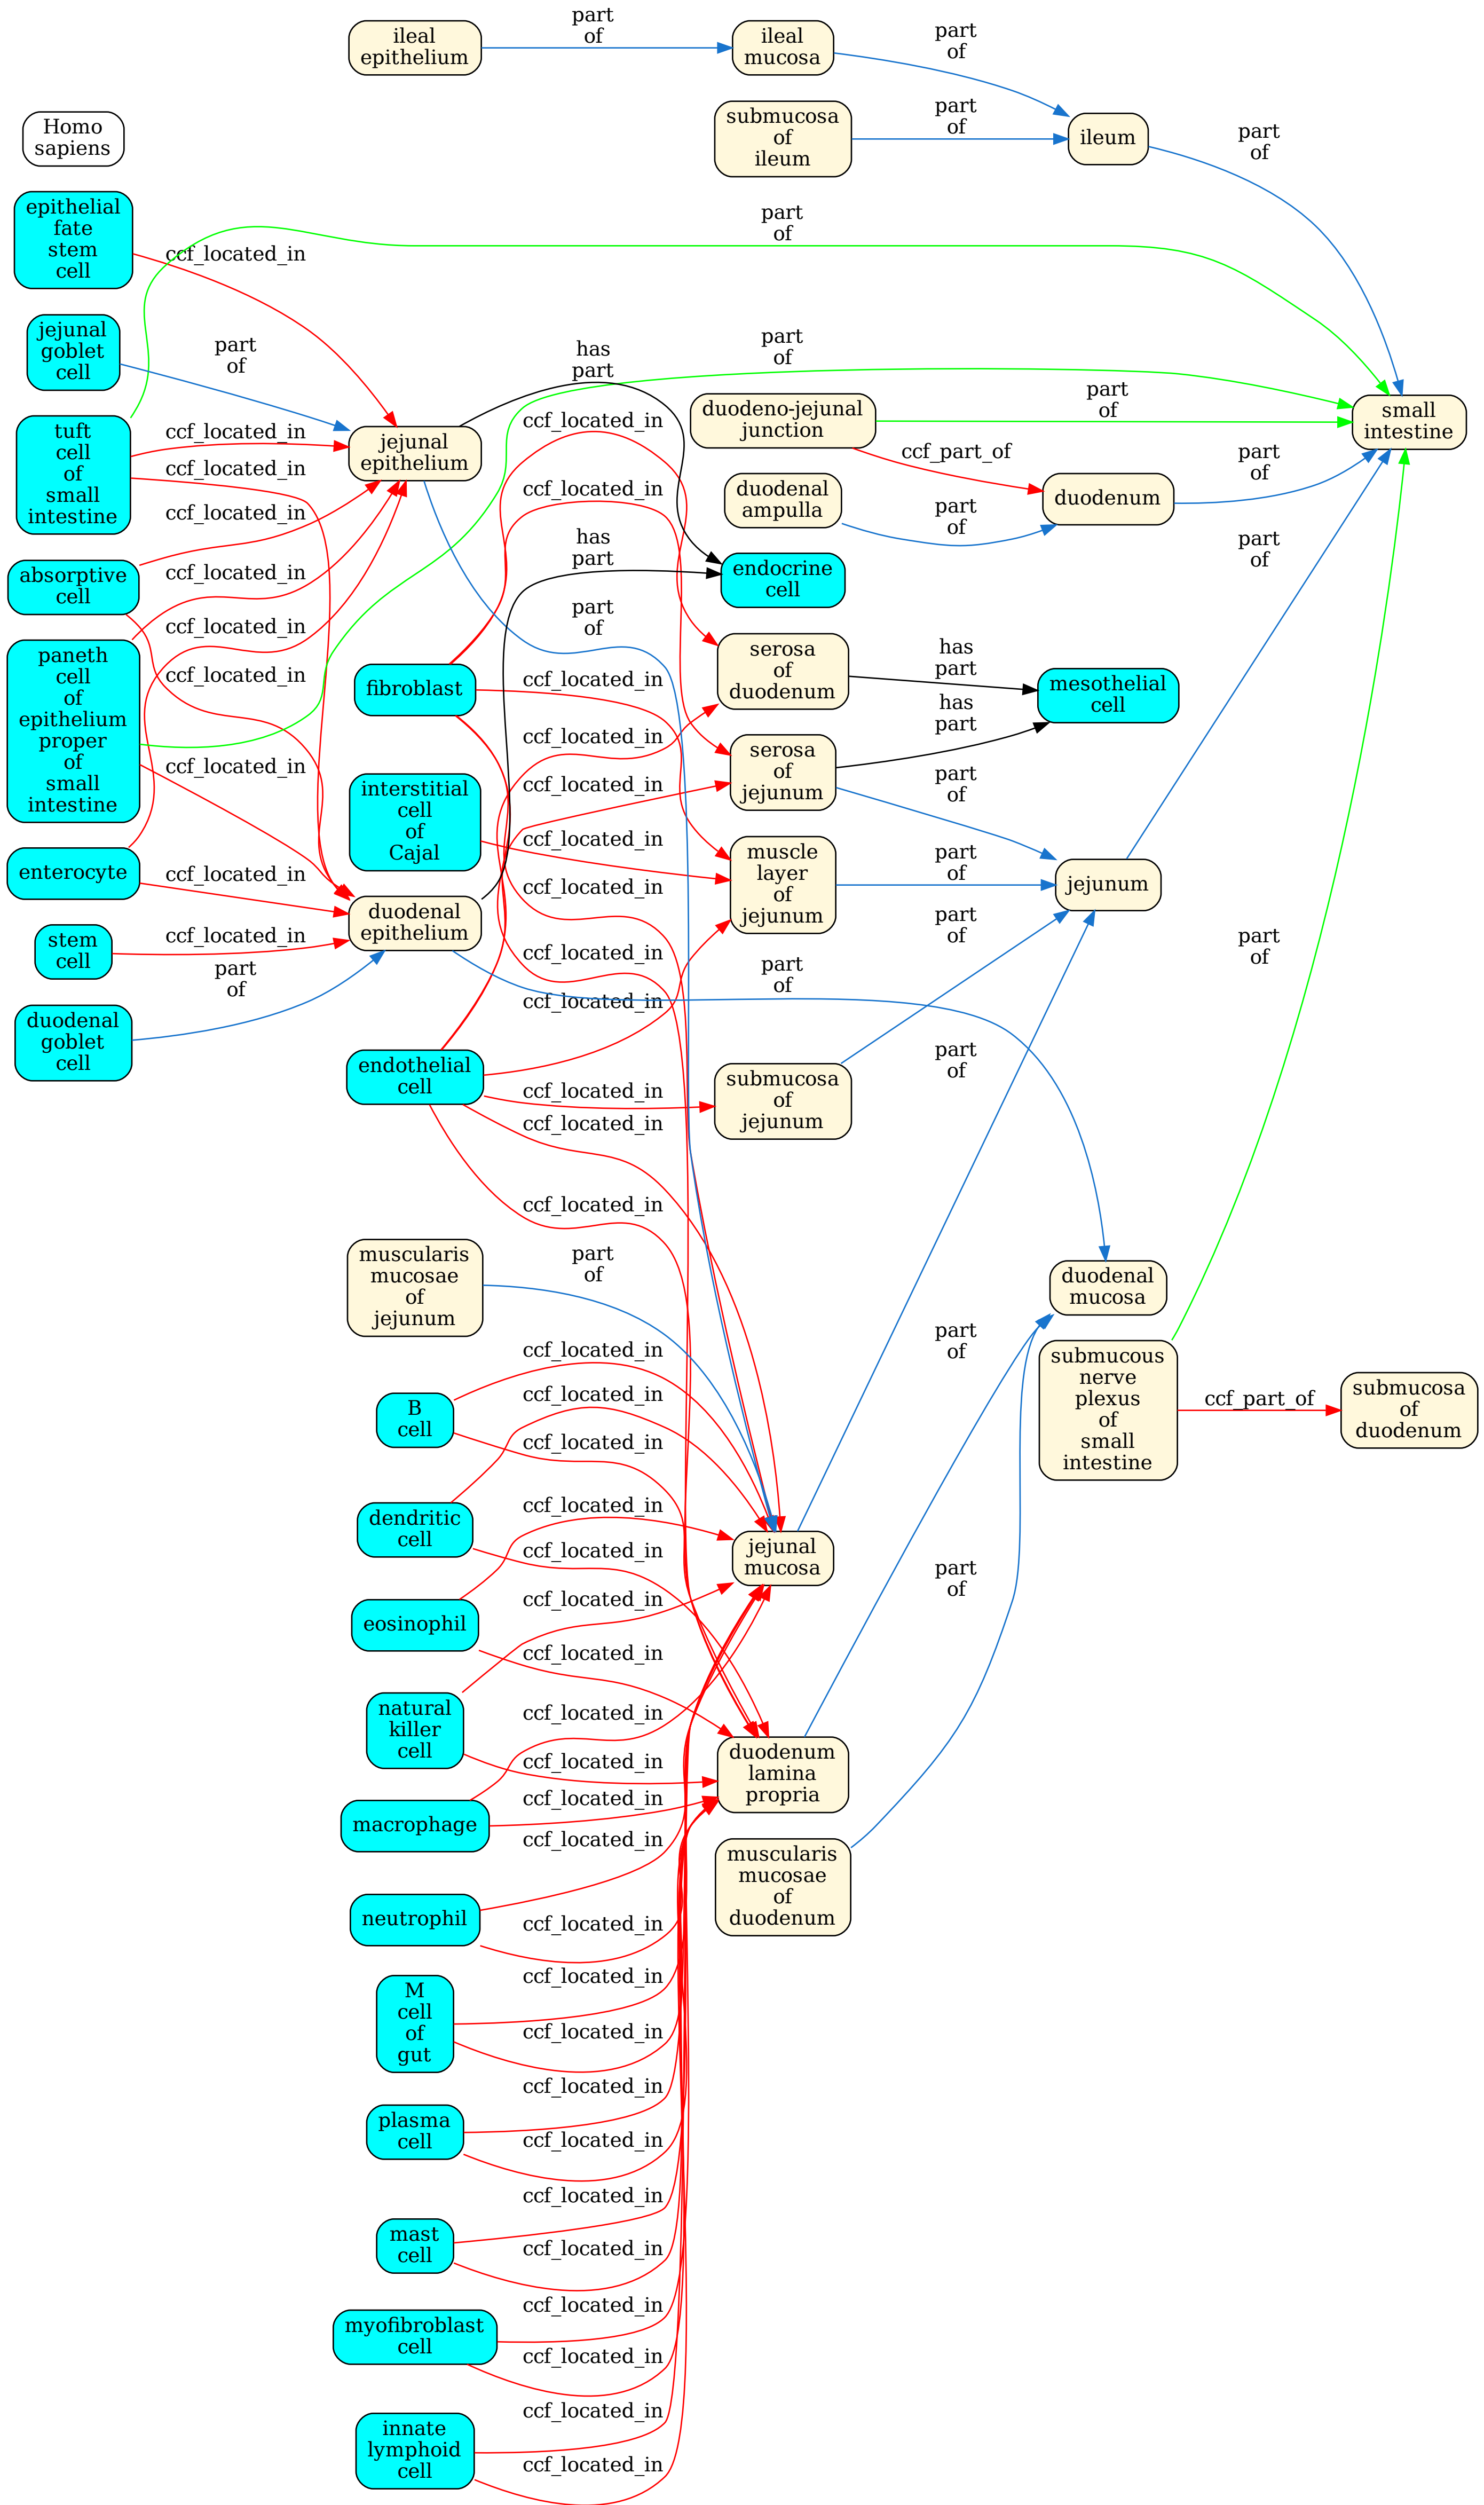 ileal
epithelium
part
of
ileal
mucosa
part
of
submucosa
of
ileum
part
of
ileum
part
of
Homo
sapiens
epithelial
fate
stem
cell
ccf_located_in
part
of
jejunal
goblet
cell
part
of
tuft
cell
of
small
intestine
ccf_located_in
ccf_located_in
jejunal
epithelium
has
part
part
of
ccf_located_in
duodeno-jejunal
junction
part
of
ccf_part_of
small
intestine
absorptive
cell
ccf_located_in
ccf_located_in
ccf_located_in
duodenal
ampulla
part
of
duodenum
part
of
has
part
endocrine
cell
part
of
paneth
cell
of
epithelium
proper
of
small
intestine
ccf_located_in
ccf_located_in
ccf_located_in
part
of
fibroblast
ccf_located_in
ccf_located_in
serosa
of
duodenum
has
part
mesothelial
cell
has
part
interstitial
cell
of
Cajal
ccf_located_in
ccf_located_in
serosa
of
jejunum
part
of
enterocyte
ccf_located_in
ccf_located_in
muscle
layer
of
jejunum
part
of
jejunum
stem
cell
ccf_located_in
duodenal
epithelium
ccf_located_in
part
of
part
of
part
of
duodenal
goblet
cell
part
of
endothelial
cell
ccf_located_in
ccf_located_in
ccf_located_in
ccf_located_in
submucosa
of
jejunum
part
of
muscularis
mucosae
of
jejunum
part
of
duodenal
mucosa
B
cell
ccf_located_in
ccf_located_in
ccf_located_in
part
of
submucous
nerve
plexus
of
small
intestine
ccf_part_of
submucosa
of
duodenum
dendritic
cell
ccf_located_in
ccf_located_in
jejunal
mucosa
part
of
eosinophil
ccf_located_in
ccf_located_in
natural
killer
cell
ccf_located_in
ccf_located_in
duodenum
lamina
propria
macrophage
ccf_located_in
ccf_located_in
muscularis
mucosae
of
duodenum
neutrophil
ccf_located_in
ccf_located_in
M
cell
of
gut
ccf_located_in
plasma
cell
ccf_located_in
ccf_located_in
mast
cell
ccf_located_in
ccf_located_in
myofibroblast
cell
ccf_located_in
ccf_located_in
innate
lymphoid
cell
ccf_located_in
ccf_located_in